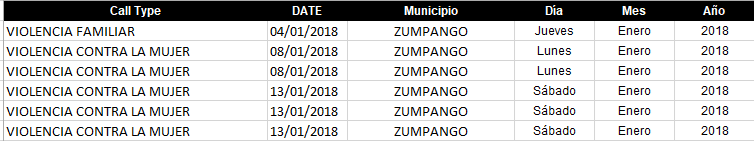 Call Type DATE Municipio Día Mes Año
VIOLENCIA FAMILIAR 04/01/2018 ZUMPANGO Jueves Enero 2018
VIOLENCIA CONTRA LA MUJER 08/01/2018 ZUMPANGO Lunes Enero 2018
VIOLENCIA CONTRA LA MUJER 08/01/2018 ZUMPANGO Lunes Enero 2018
VIOLENCIA CONTRA LA MUJER 13/01/2018 ZUMPANGO Sábado Enero 2018
VIOLENCIA CONTRA LA MUJER 13/01/2018 ZUMPANGO Sábado Enero 2018
VIOLENCIA CONTRA LA MUJER 13/01/2018 ZUMPANGO Sábado Enero 2018